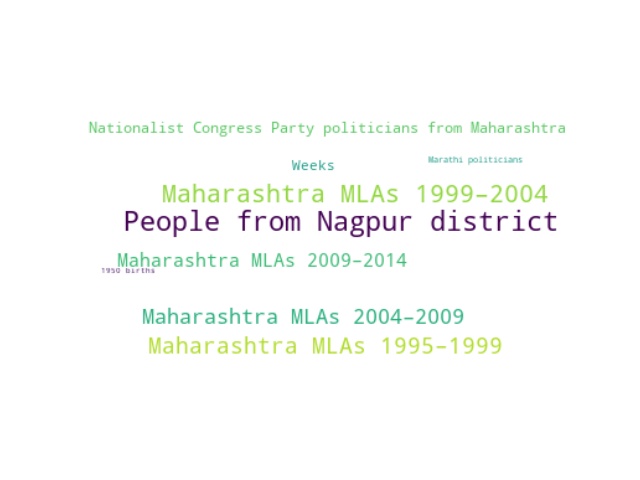 Nationalist Congress Party politicians from Maharashtra
Weeks
Marathi politicians
Maharashtra MLAs 1999–2004
People from Nagpur district
Maharashtra MLAs 2009–2014
1950 births
Maharashtra MLAs 2004–2009
Maharashtra MLAs 1995–1999